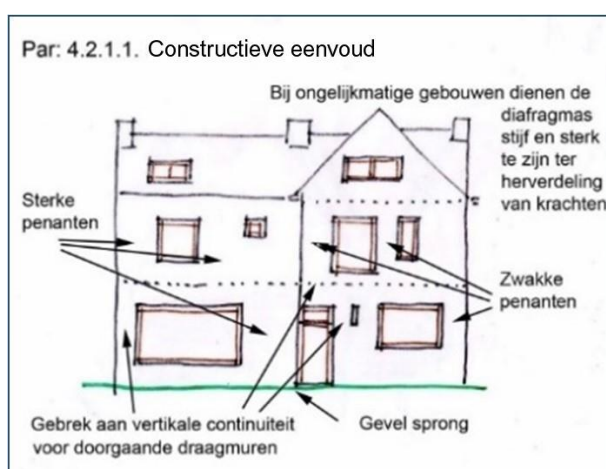 Par: 4.2.1.1. Constructieve eenvoud
Bij ongelijkmatige gebouwen dienen de
diafragmas
stijf en sterk
te zijn ter
herverdeling
van krachten
Sterke
penanten
Zwakke
penanten
Gebrek aan vertikale continuiteit
voor doorgaande draagmuren
Gevel sprong